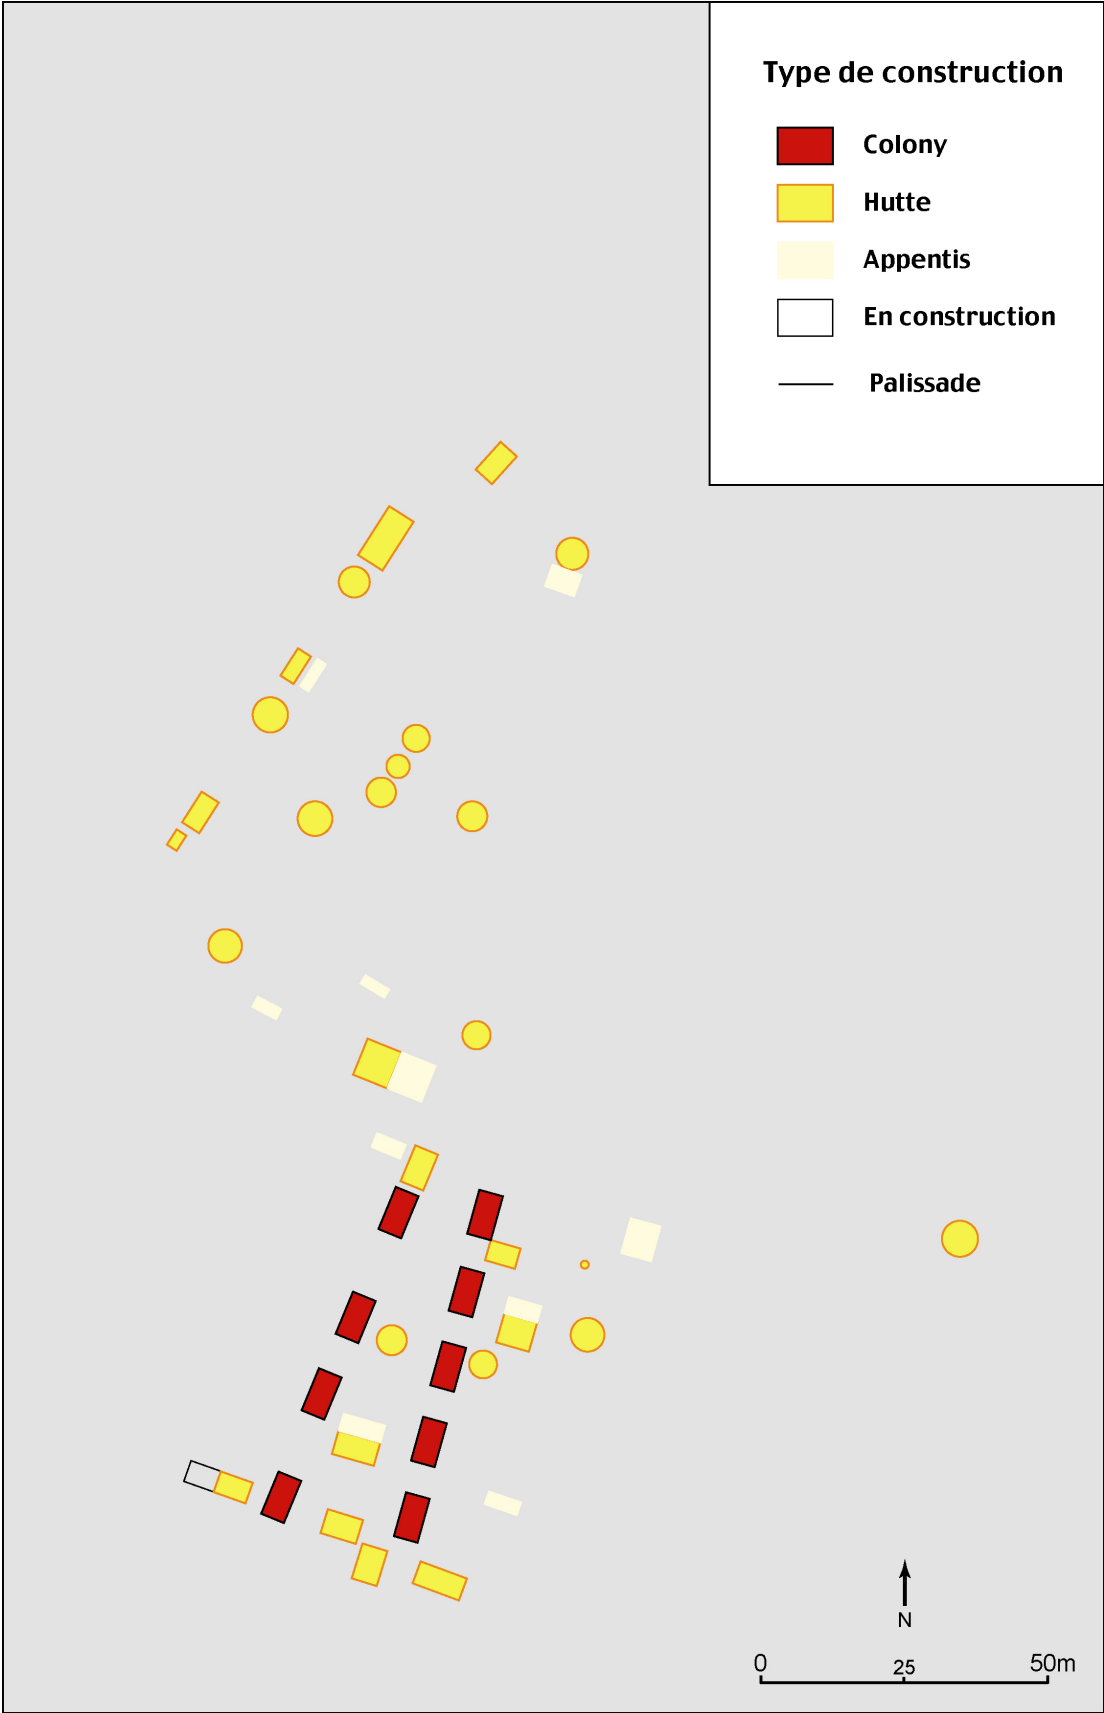 Type de construction
Colony
Hutte
Appentis
En construction
Palissade
N
0 25 50m